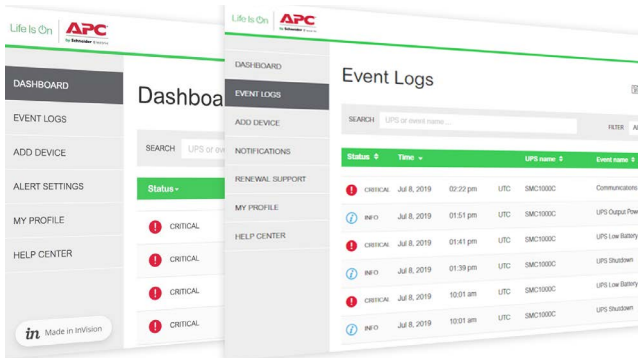 Life Is On
APC
by Schneider Electric
DASHBOARD
EVENT LOGS
ADD DEVICE
ALERT SETTINGS
MY PROFILE
HELP CENTER
in Made in InVision
Dashboa
SEARCH UPS or eve
Status
CRITICAL
CRITICAL
CRITICAL
CRITICAL
Life Is On
APC
by Schneider Electric
DASHBOARD
EVENT LOGS
ADD DEVICE
NOTIFICATIONS
RENEWAL SUPPORT
MY PROFILE
HELP CENTER
Event Logs
SEARCH UPS or event name ...
FILTER
Status Time UPS name Event name
CRITICAL Jul 8, 2019 02:22 pm UTC SMC1000C Communications
INFO Jul 8, 2019 01:51 pm UTC SMC1000C UPS Output Pow
CRITICAL Jul 8, 2019 01:41 pm UTC SMC1000C UPS Low Battery
INFO Jul 8, 2019 01:39 pm UTC SMC1000C UPS Shutdown
CRITICAL Jul 8, 2019 10:01 am UTC SMC1000C UPS Low Battery
INFO Jul 8, 2019 10:01 am UTC SMC1000C UPS Shutdown